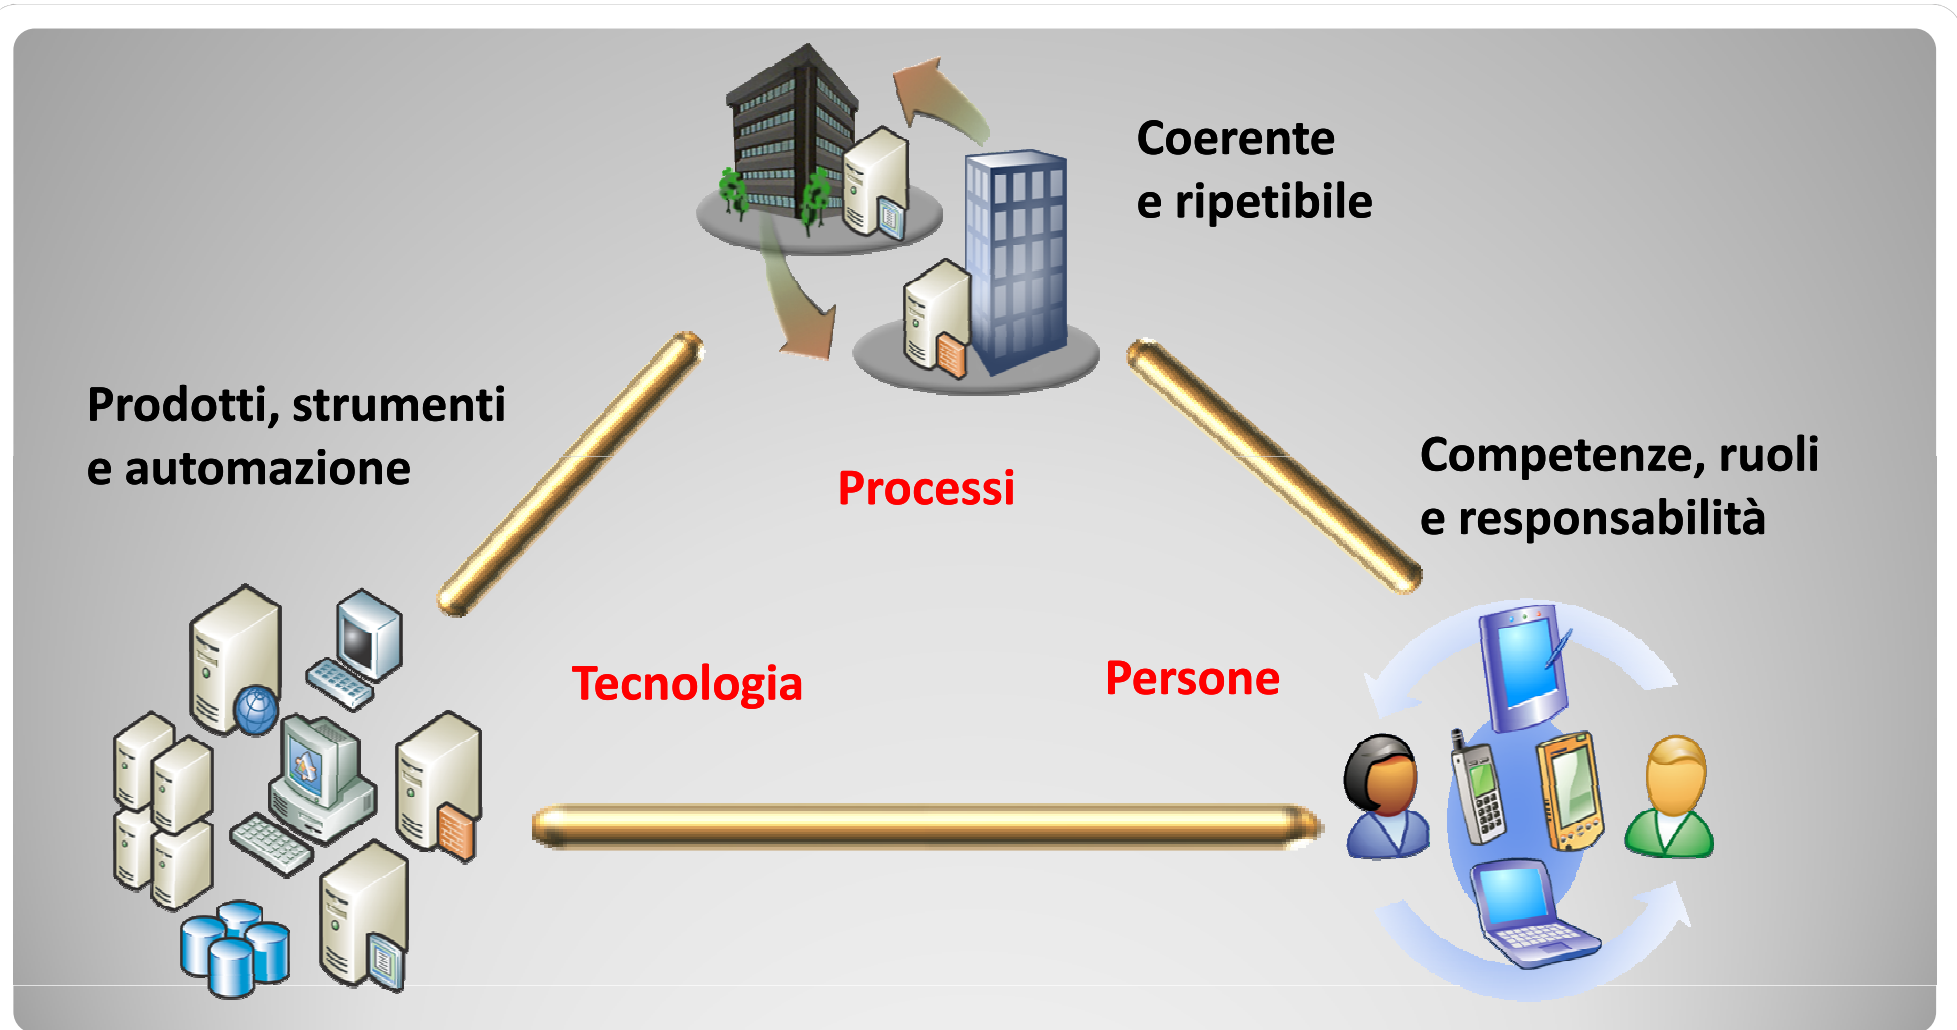 Coerente
e ripetibile
Prodotti, strumenti
e automazione
Competenze, ruoli
e responsabilità
Processi
Tecnologia
Persone